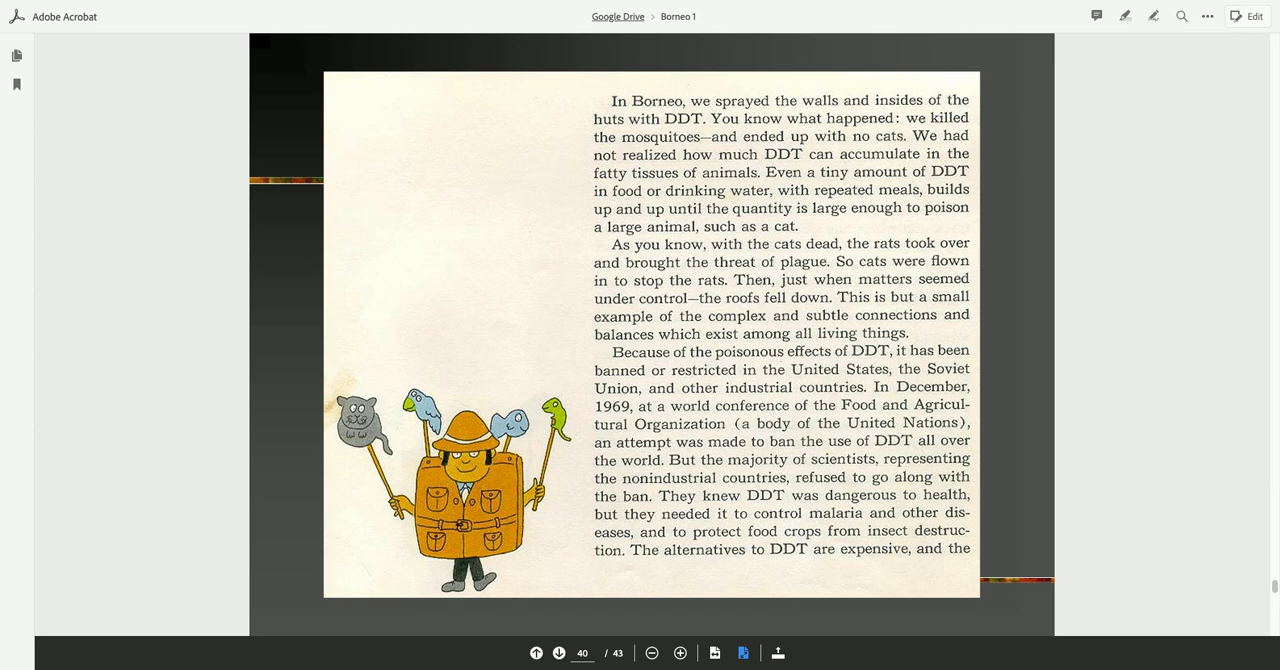 Adobe Acrobat
Google Drive > Borneo 1
Edit
In Borneo, we sprayed the walls and insides of the
huts with DDT. You know what happened: we killed
the mosquitoes—and ended up with no cats. We had
not realized how much DDT can accumulate in the
fatty tissues of animals. Even a tiny amount of DDT
in food or drinking water, with repeated meals, builds
up and up until the quantity is large enough to poison
a large animal, such as a cat.
As you know, with the cats dead, the rats took over
and brought the threat of plague. So cats were flown
in to stop the rats. Then, just when matters seemed
under control—the roofs fell down. This is but a small
example of the complex and subtle connections and
balances which exist among all living things.
Because of the poisonous effects of DDT, it has been
banned or restricted in the United States, the Soviet
Union, and other industrial countries. In December,
1969, at a world conference of the Food and Agricul-
tural Organization (a body of the United Nations),
an attempt was made to ban the use of DDT all over
the world. But the majority of scientists, representing
the nonindustrial countries, refused to go along with
the ban. They knew DDT was dangerous to health,
but they needed it to control malaria and other dis-
eases, and to protect food crops from insect destruc-
tion. The alternatives to DDT are expensive, and the
40 / 43